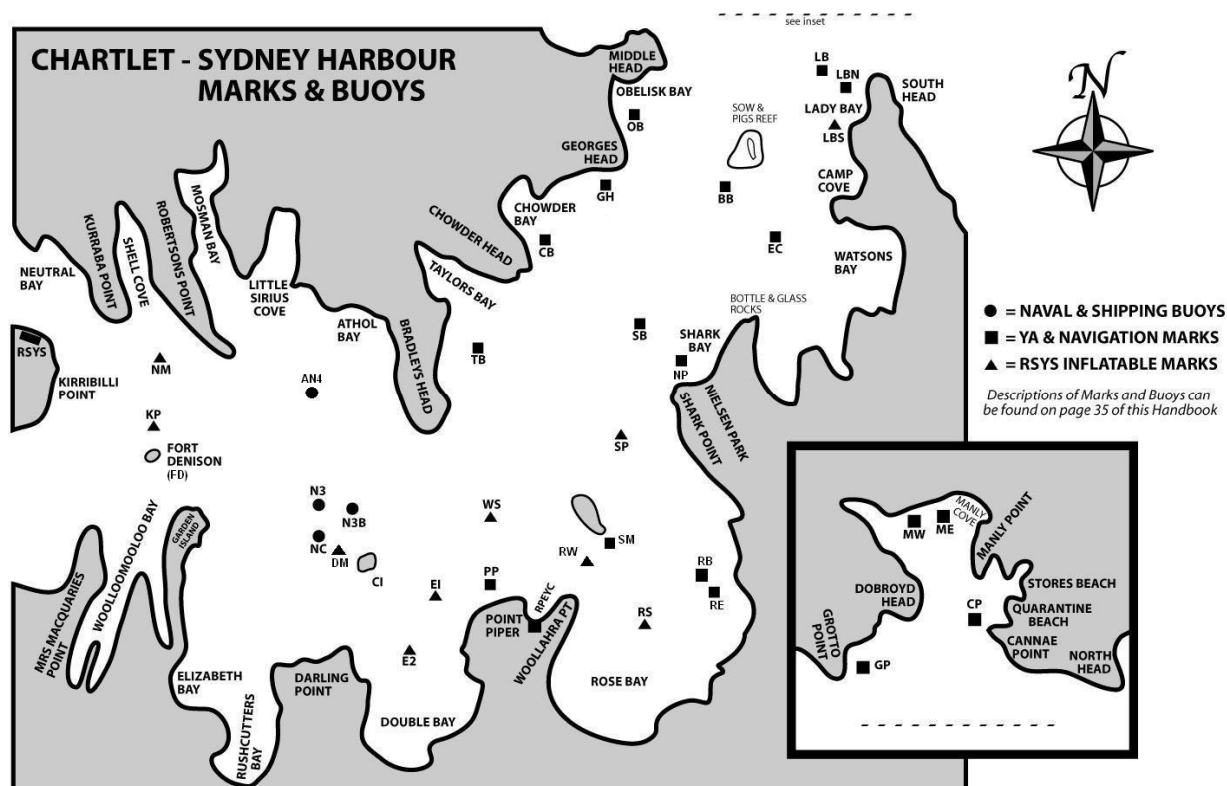 CHARTLET - SYDNEY HARBOUR
MARKS & BUOYS
see inset
MIDDLE
HEAD
OBELISK BAY
OB
GEORGES
HEAD
GH
LB
LBN
LADY BAY
LBS
SOUTH
HEAD
SOW &
PIGS REEF
BB
CAMP
COVE
EC
WATSONS
BAY
N
CHOWDER
BAY
CB
CHOWDER HEAD
TAYLORS BAY
TB
MOSMAN BAY
ROBERTSONS POINT
SHELL COVE
KURRABA POINT
NEUTRAL
BAY
LITTLE
SIRIUS
COVE
ATHOL
BAY
BRADLEYS HEAD
BOTTLE & GLASS
ROCKS
SB
SHARK
BAY
NP
NIELSEN PARK
SHARK POINT
= NAVAL & SHIPPING BUOYS
= YA & NAVIGATION MARKS
= RSYS INFLATABLE MARKS
Descriptions of Marks and Buoys can
be found on page 35 of this Handbook
RSYS
KIRRIBILLI
POINT
NM
AN4
KP
FORT
DENISON
(FD)
SP
N3
N3B
NC
DM
CI
WS
EI
PP
RW
SM
RB
RE
RS
E2
GARDEN
ISLAND
WOOLLOOMOOLOO BAY
MRS MACQUARIES
POINT
ELIZABETH
BAY
RUSHCUTTERS
BAY
DARLING
POINT
DOUBLE BAY
POINT
PIPER
RPEYC
WOOLLAHRA PT
ROSE BAY
MANLY
COVE
MW
ME
MANLY POINT
STORES BEACH
DOBROYD
HEAD
CP
QUARANTINE
BEACH
CANNAE
POINT
GROTTO
POINT
GP
NORTH
HEAD